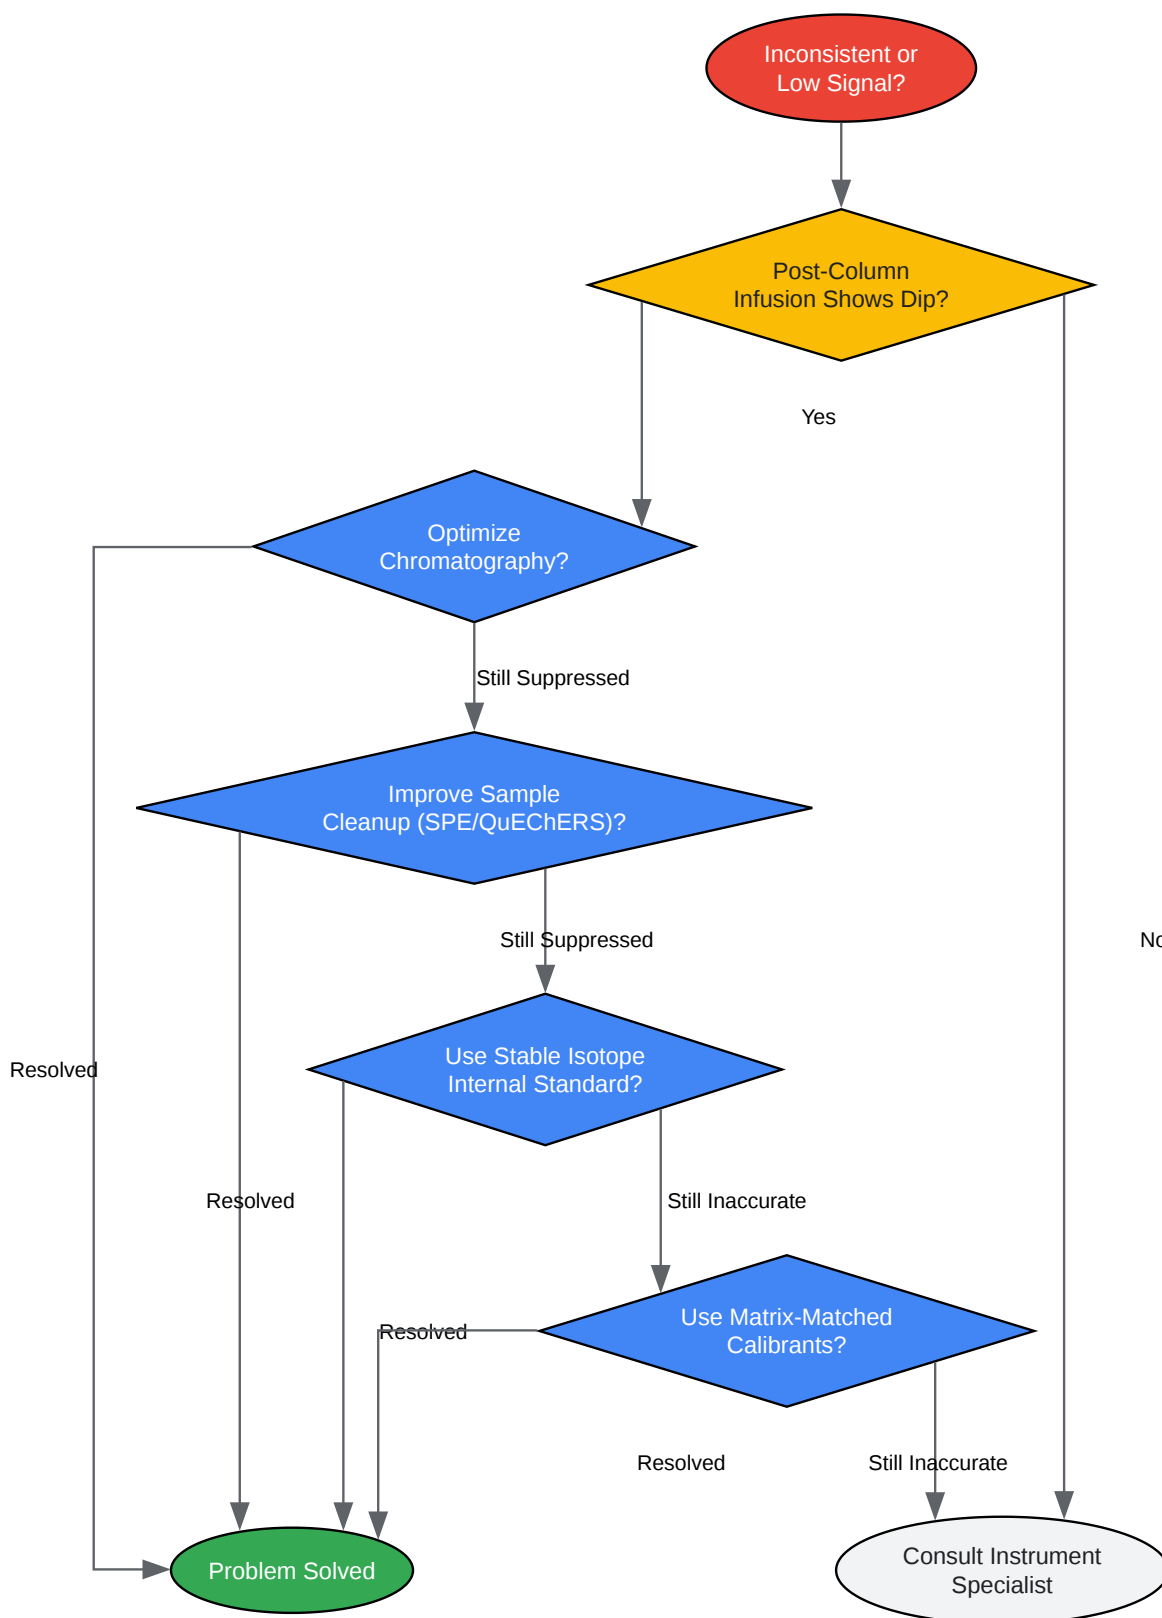 Inconsistent or
Low Signal?
Post-Column
Infusion Shows Dip?
Yes
Optimize
Chromatography?
Still Suppressed
Improve Sample
Cleanup (SPE/QuEChERS)?
Still Suppressed
No
Use Stable Isotope
Internal Standard?
Resolved
Resolved
Still Inaccurate
Use Matrix-Matched
Calibrants?
Resolved
Resolved
Still Inaccurate
Problem Solved
Consult Instrument
Specialist